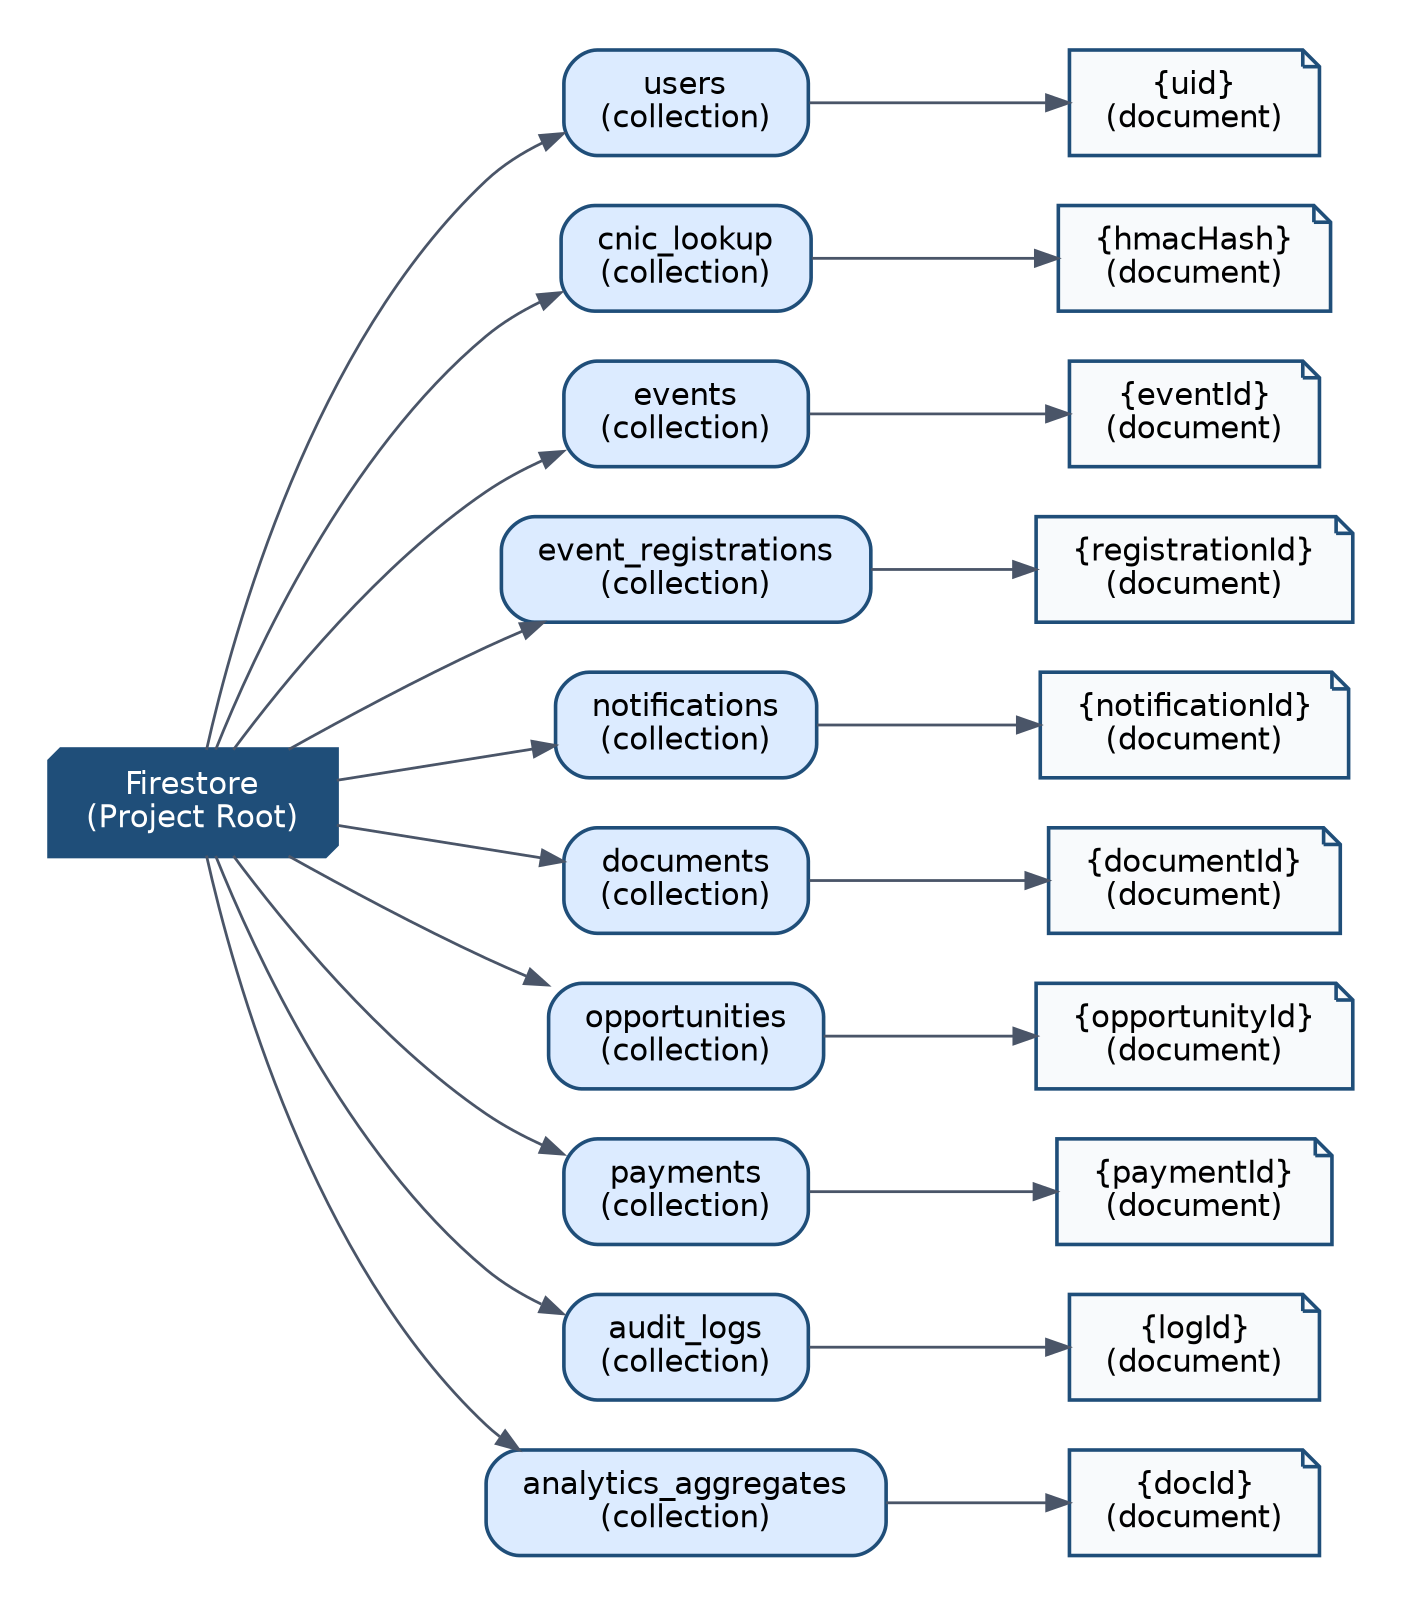 users
(collection)
{uid}
(document)
cnic_lookup
(collection)
{hmacHash}
(document)
events
(collection)
{eventId}
(document)
event_registrations
(collection)
{registrationId}
(document)
notifications
(collection)
{notificationId}
(document)
Firestore
(Project Root)
documents
(collection)
{documentId}
(document)
opportunities
(collection)
{opportunityId}
(document)
payments
(collection)
{paymentId}
(document)
audit_logs
(collection)
{logId}
(document)
analytics_aggregates
(collection)
{docId}
(document)